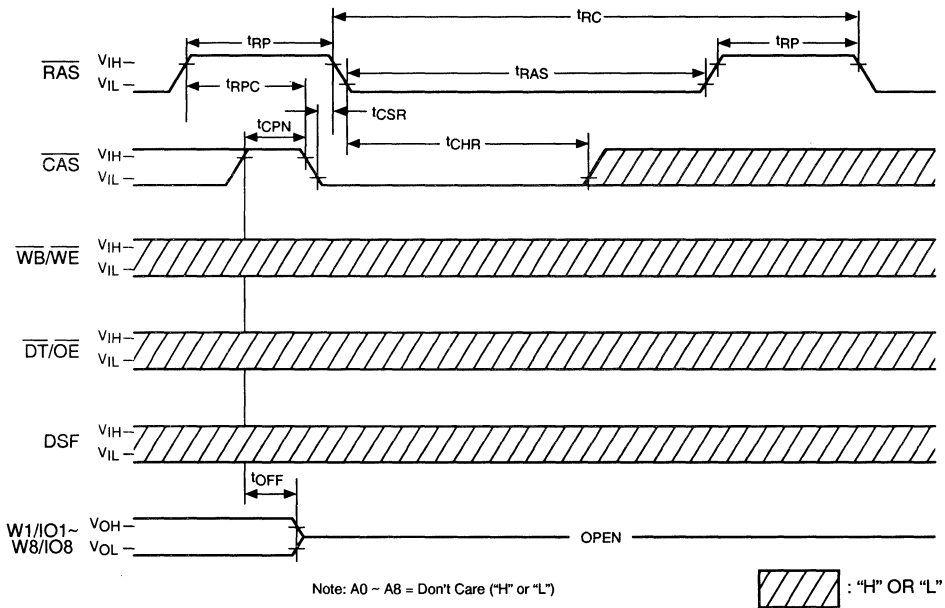 tRC
tRP
tRP
RAS
VIH
VIL
tRPC
tRAS
tCSR
tCPN
tCHR
CAS
VIH
VIL
WB/WE
VIH
VIL
DT/OE
VIH
VIL
DSF
VIH
VIL
tOFF
W1/IO1~
W8/IO8
VOH
VOL
OPEN
Note: A0 ~ A8 = Don't Care ("H" or "L")
: "H" OR "L"